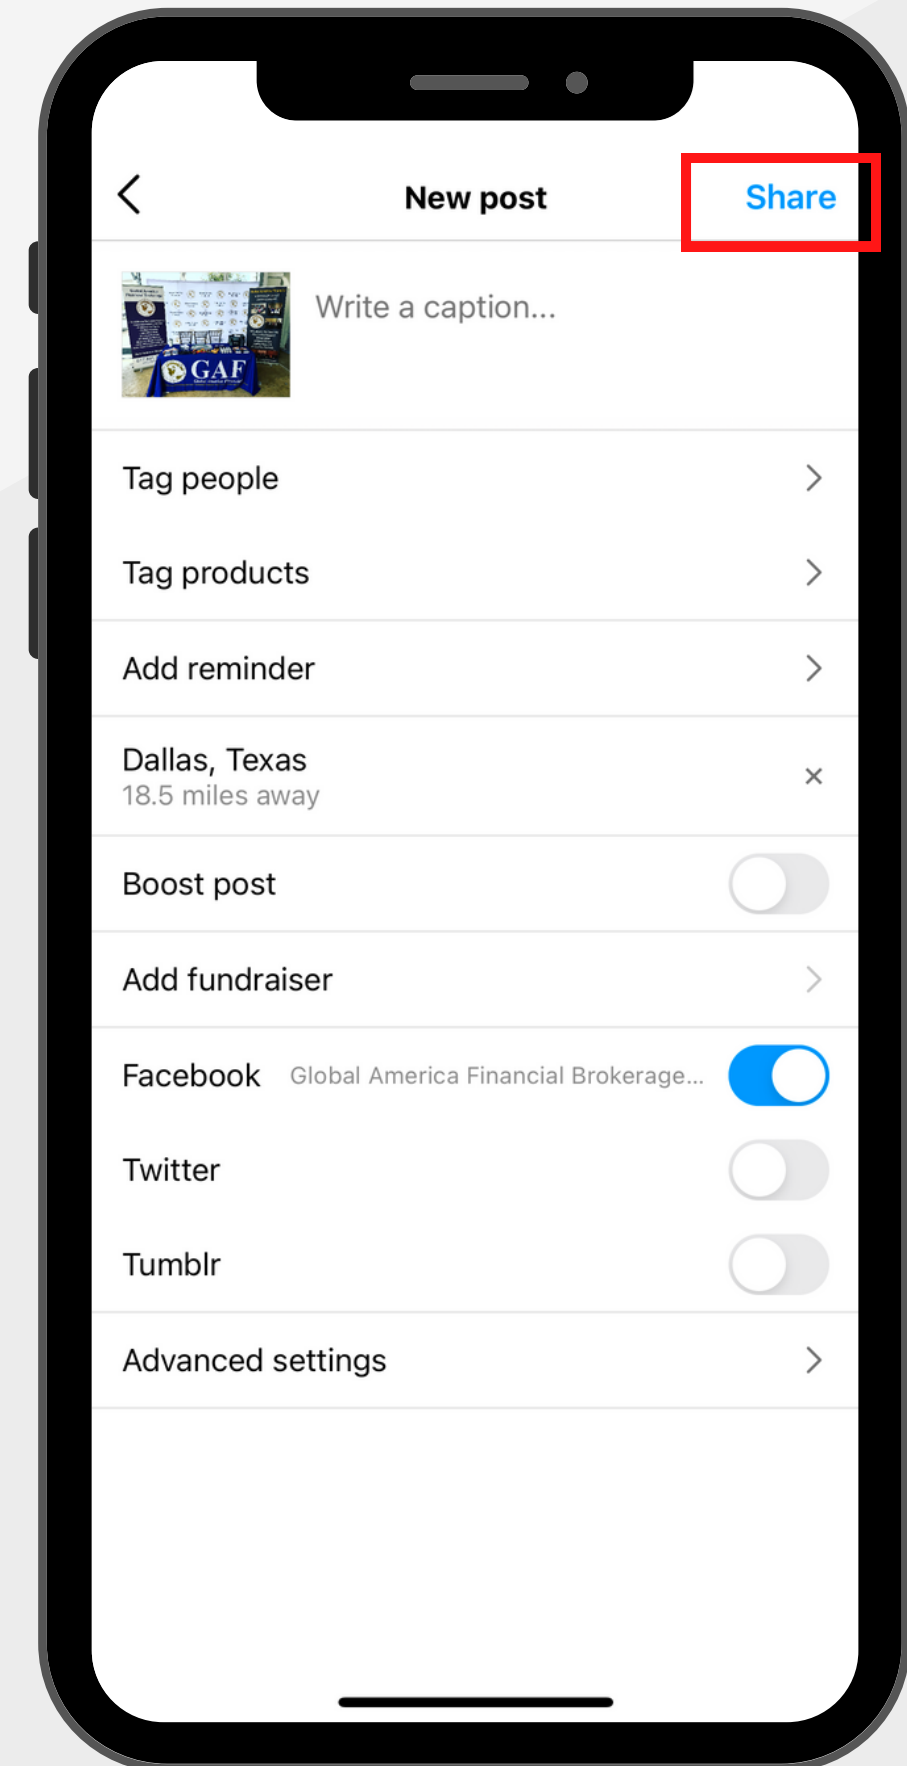 New post
Share
Write a caption...
GAF
Tag people
Tag products
Add reminder
Dallas, Texas
18.5 miles away
Boost post
Add fundraiser
Facebook Global America Financial Brokerage...
Twitter
Tumblr
Advanced settings